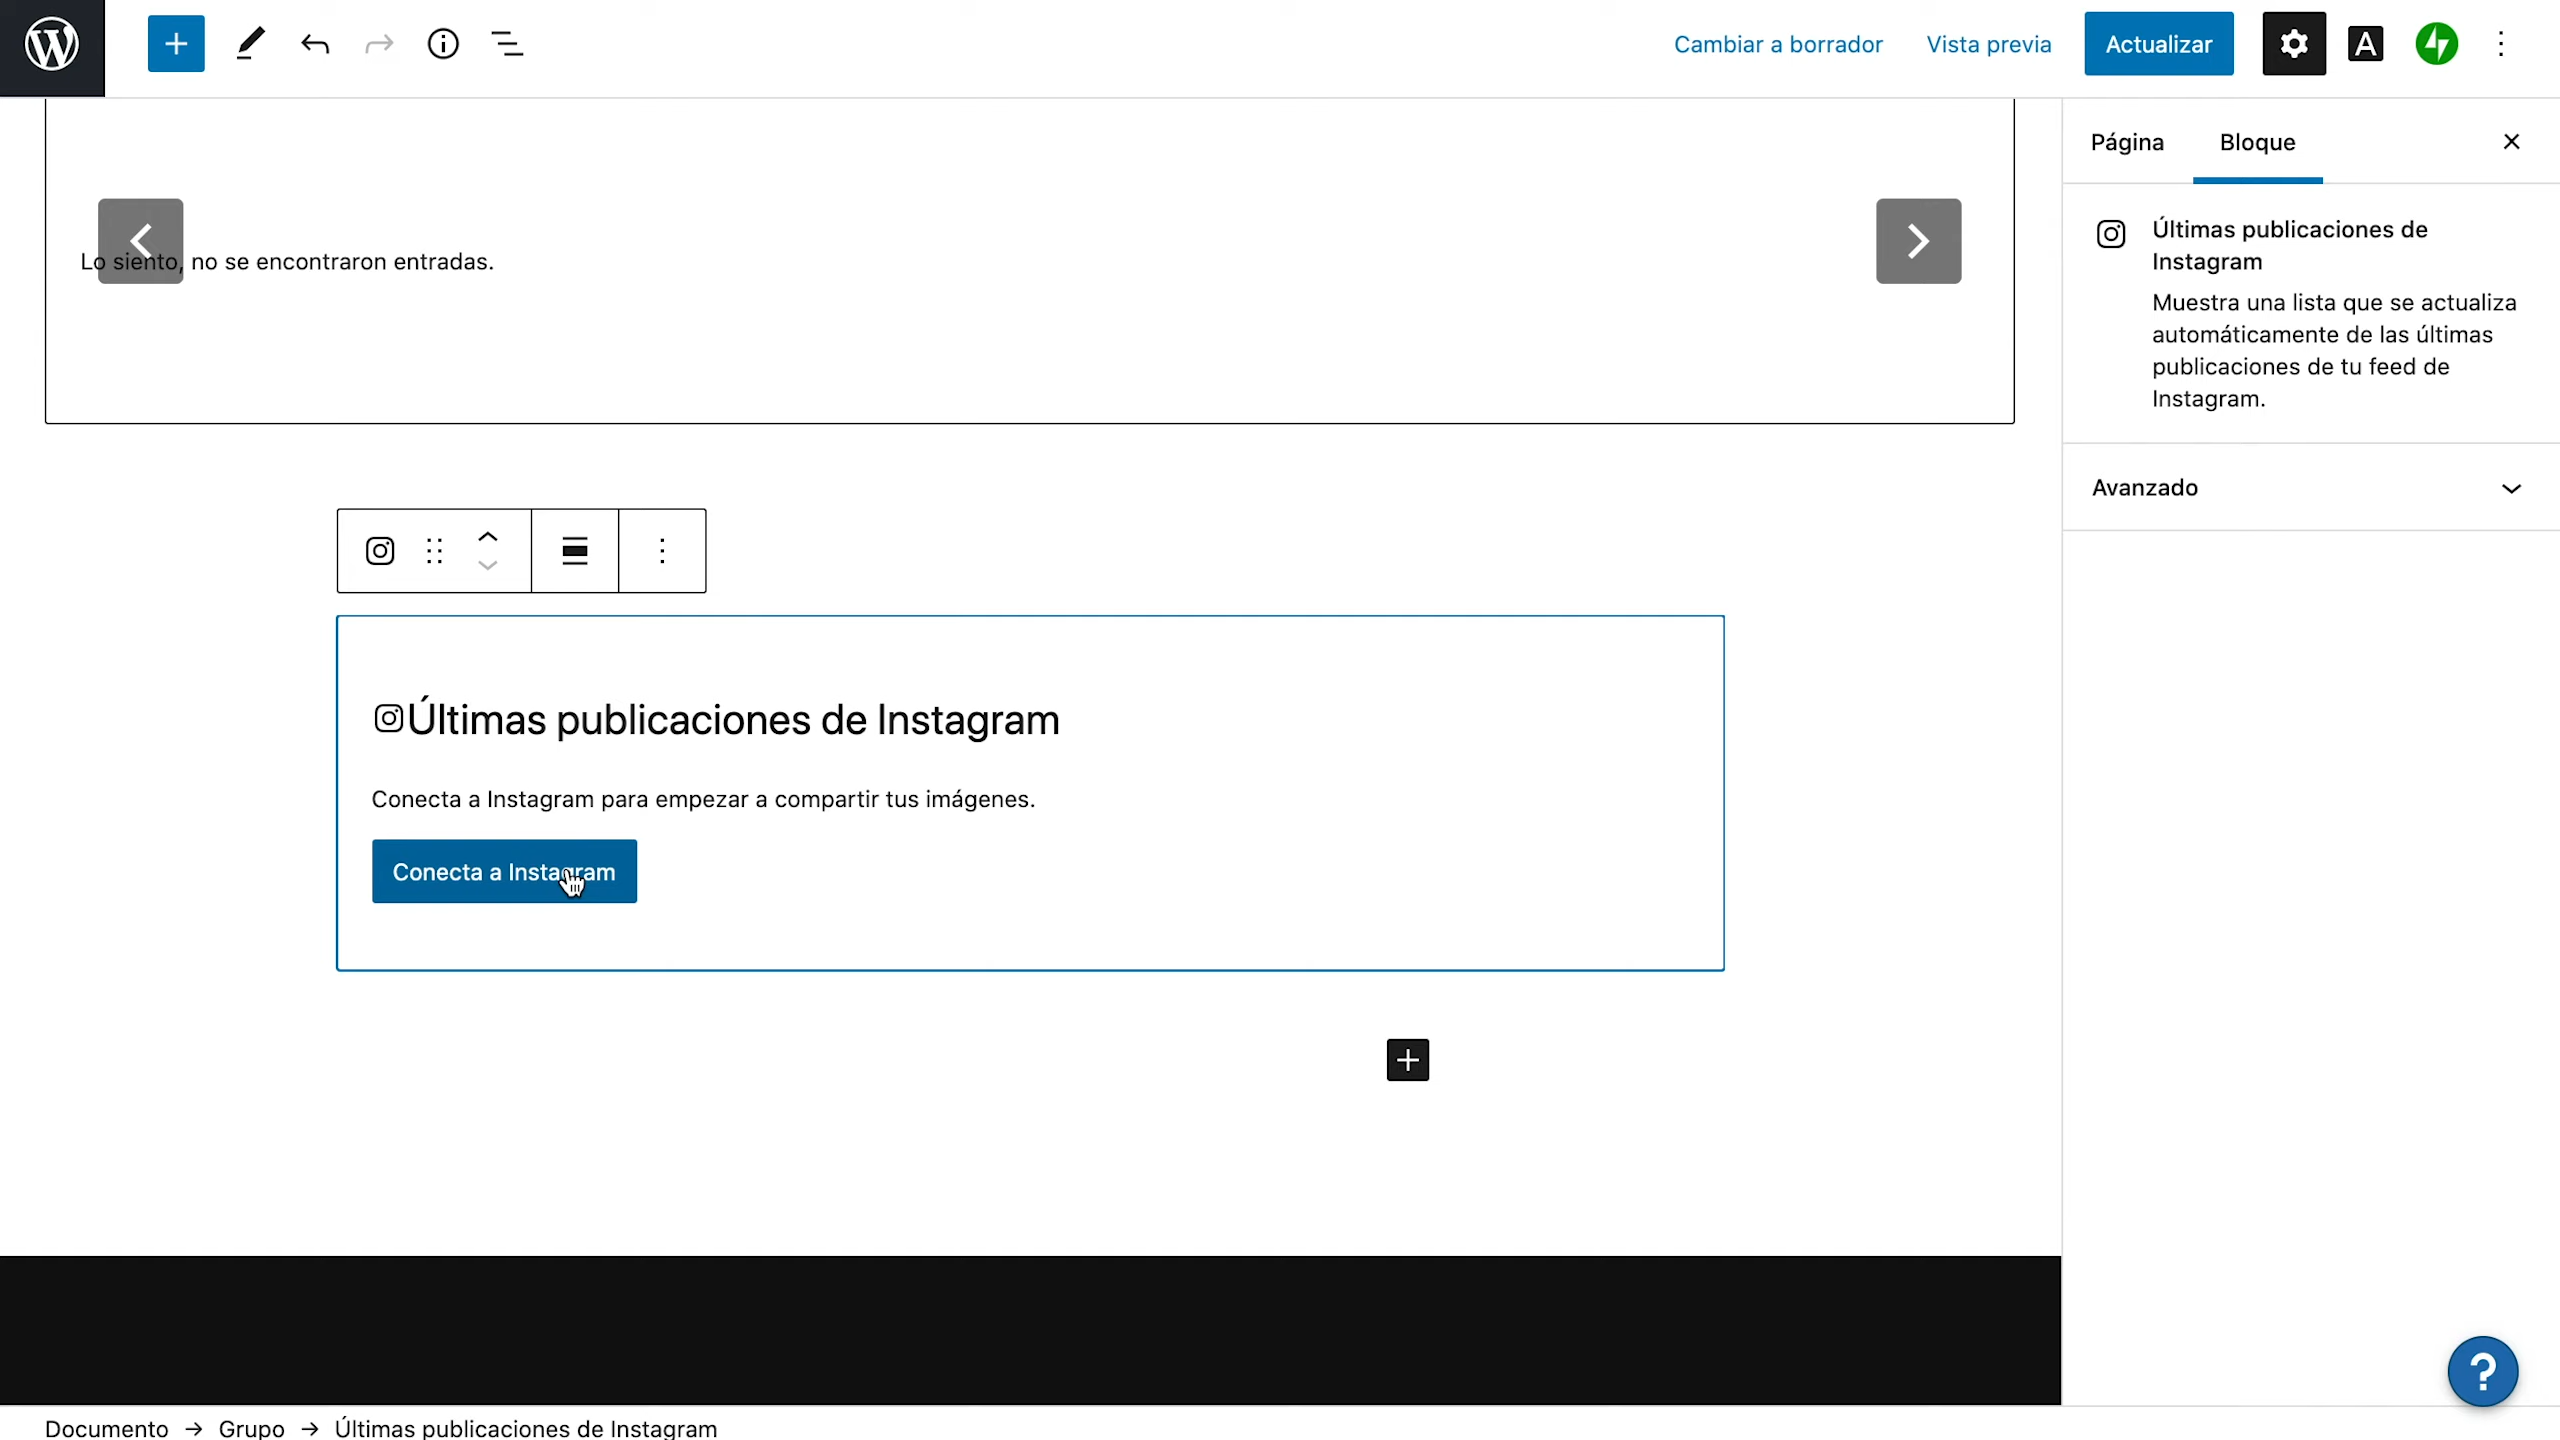 Cambiar a borrador Vista previa Actualizar
Página Bloque
Lo siento, no se encontraron entradas.
Últimas publicaciones de
Instagram
Muestra una lista que se actualiza
automáticamente de las últimas
publicaciones de tu feed de
Instagram.
Avanzado
Últimas publicaciones de Instagram
Conecta a Instagram para empezar a compartir tus imágenes.
Conecta a Instagram
Documento → Grupo → Últimas publicaciones de Instagram